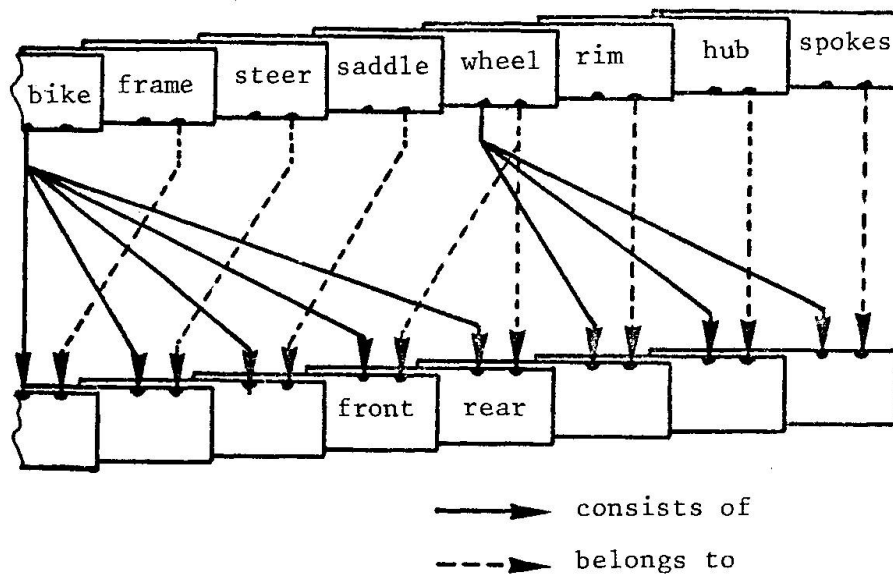 bike frame steer saddle wheel rim hub spokes
front rear
consists of
belongs to